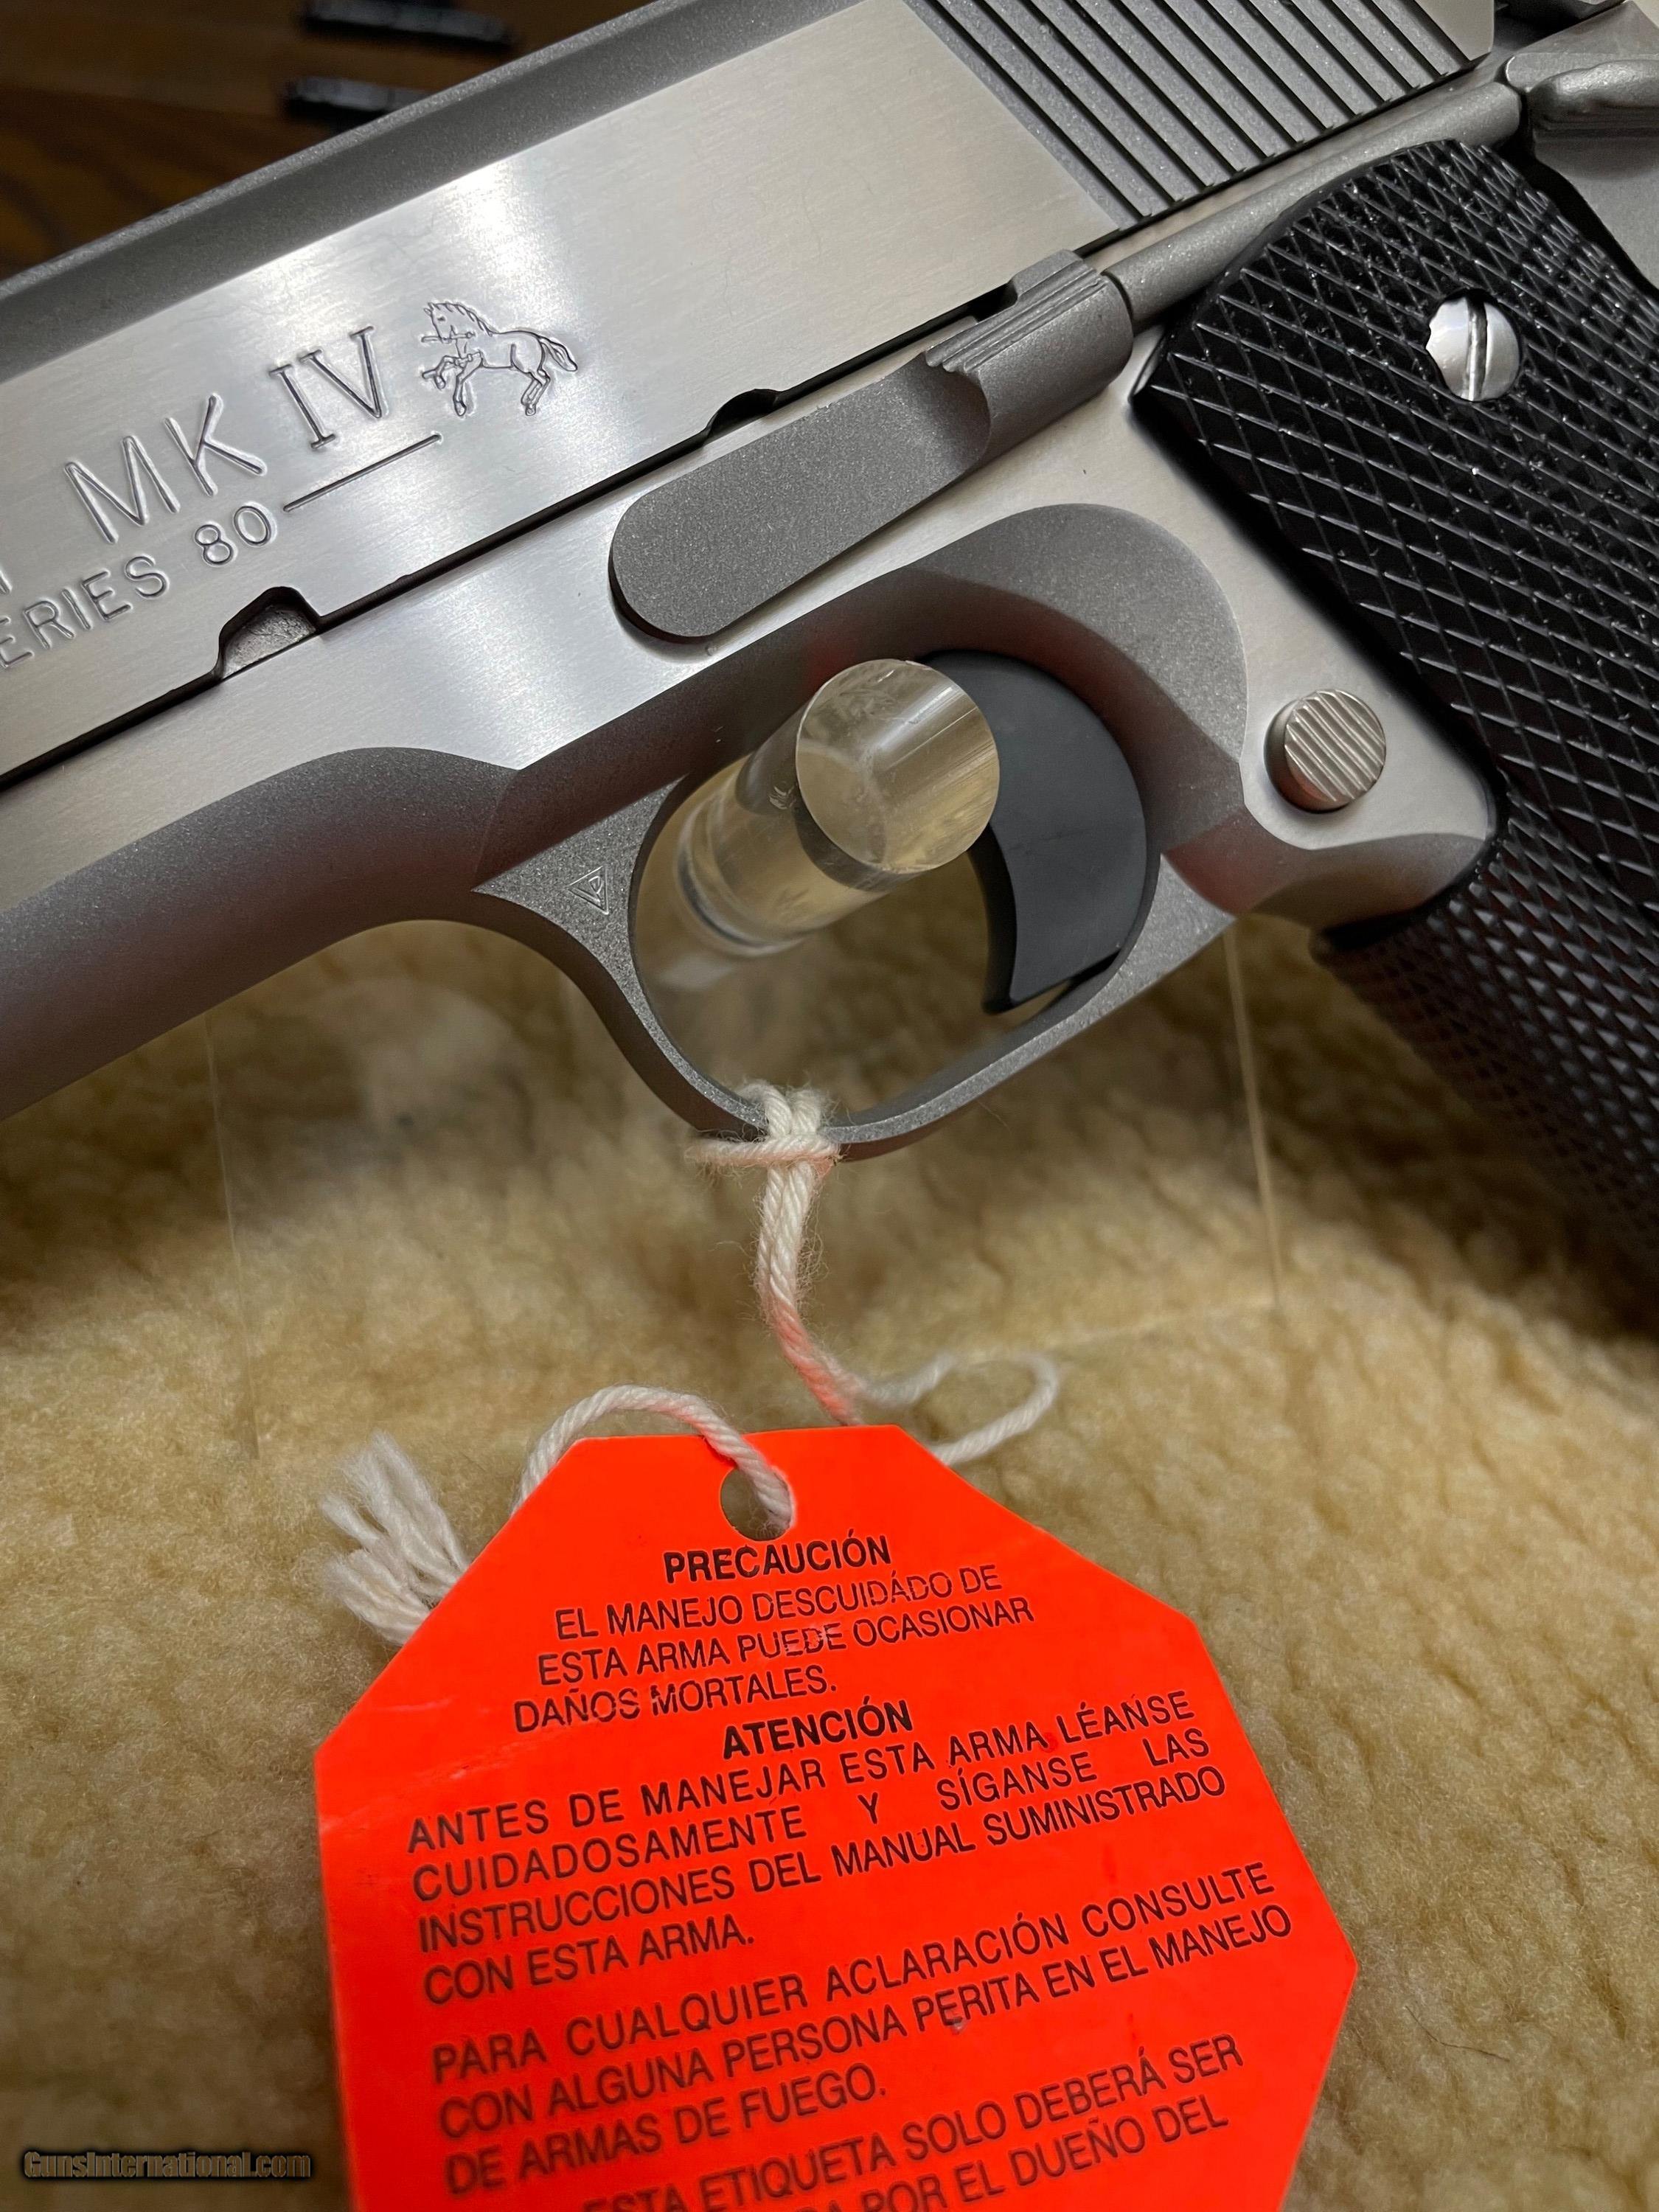 MK IV
SERIES 80
PRECAUCIÓN
EL MANEJO DESCUIDÁDO DE
ESTA ARMA PUEDE OCASIONAR
DAÑOS MORTALES.
ATENCIÓN
ANTES DE MANEJAR ESTA ARMA LÉANSE
CUIDADOSAMENTE Y SÍGANSE LAS
INSTRUCCIONES DEL MANUAL SUMINISTRADO
CON ESTA ARMA.
PARA CUALQUIER ACLARACIÓN CONSULTE
CON ALGUNA PERSONA PERITA EN EL MANEJO
DE ARMAS DE FUEGO.
ESTA ETIQUETA SOLO DEBERÁ SER
POR EL DUEÑO DEL
GunsInternational.com